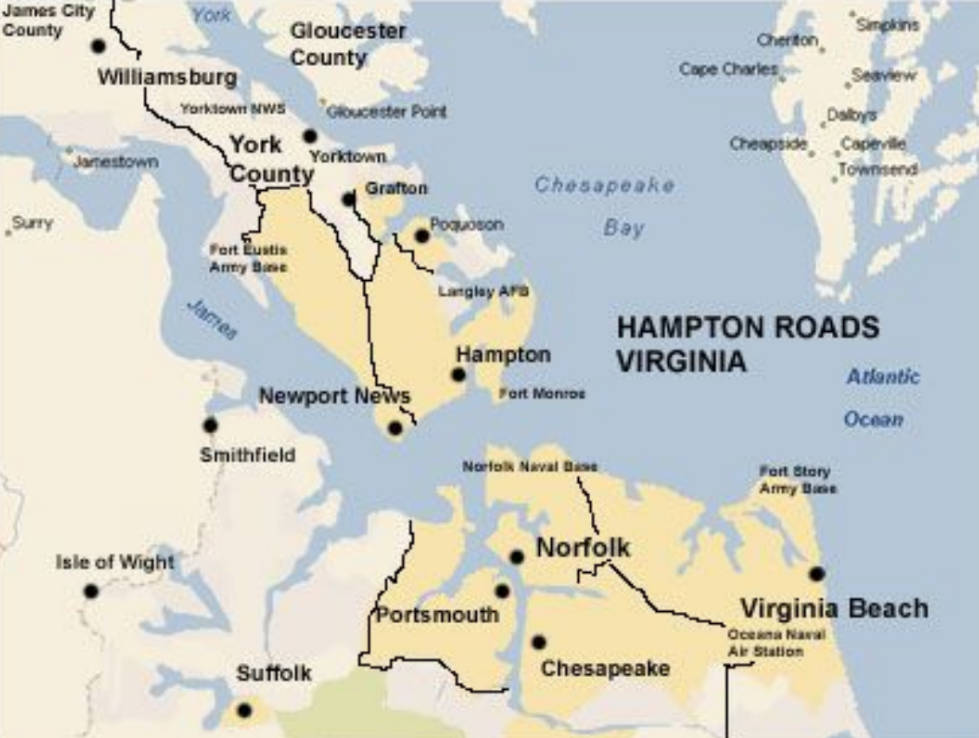 James City
County
York
Gloucester
County
Simpkins
Cheriton
Cape Charles
Seaview
Williamsburg
Yorktown NWS
Gloucester Point
Dalbys
York
County
Yorktown
Cheapside
Capeville
Jamestown
Townsend
Grafton
Chesapeake
Bay
Surry
Poquoson
Fort Eustis
Army Base
Langley AFB
James
HAMPTON ROADS
VIRGINIA
Hampton
Atlantic
Ocean
Newport News
Fort Monroe
Smithfield
Norfolk Naval Base
Fort Story
Army Base
Isle of Wight
Norfolk
Portsmouth
Virginia Beach
Oceana Naval
Air Station
Chesapeake
Suffolk